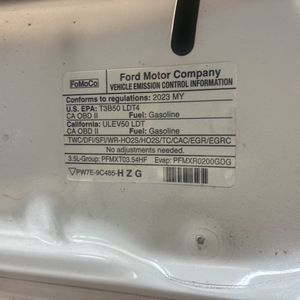 FoMoCo
Ford Motor Company
VEHICLE EMISSION CONTROL INFORMATION
Conforms to regulations: 2023 MY
U.S. EPA: T3B50 LDT4
CA OBD II Fuel: Gasoline
California: ULEV50 LDT
CA OBD II Fuel: Gasoline
TWC/DFI/SFI/WR-HO2S/HO2S/TC/CAC/EGR/EGRC
No adjustments needed.
3.5L-Group: PFMXT03.54HF Evap: PFMXR0200GDG
PW7E-9C485-HZG